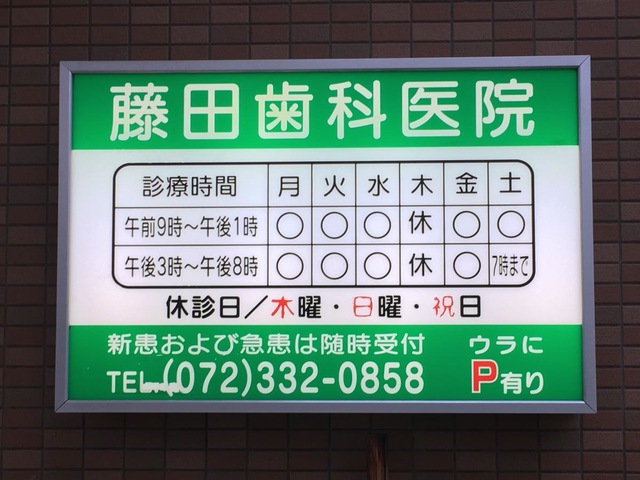 藤田歯科医院
診療時間 月 火 水 木 金 土
午前9時～午後1時 ○ ○ ○ 休 ○ ○
午後3時～午後8時 ○ ○ ○ 休 ○ 7時まで
休診日／木曜・日曜・祝日
新患および急患は随時受付 ウラに
TEL (072)332-0858 P有り